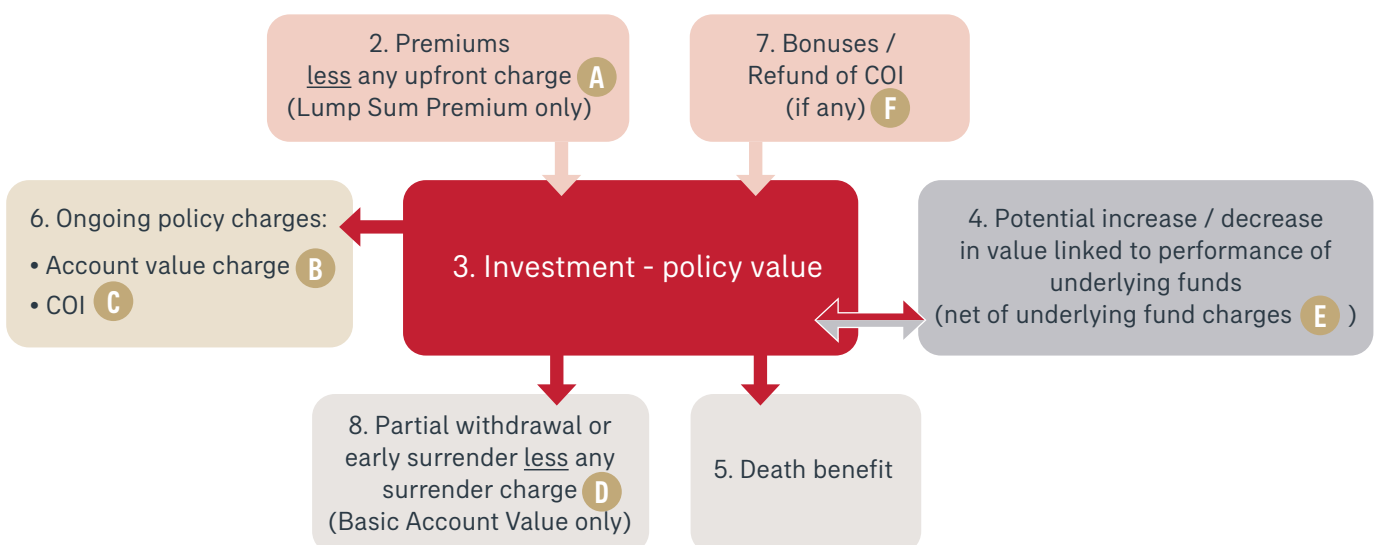 2. Premiums
less any upfront charge A
(Lump Sum Premium only)
7. Bonuses /
Refund of COI
(if any) F
6. Ongoing policy charges:
• Account value charge B
• COI C
3. Investment - policy value
4. Potential increase / decrease
in value linked to performance of
underlying funds
(net of underlying fund charges E )
8. Partial withdrawal or
early surrender less any
surrender charge D
(Basic Account Value only)
5. Death benefit